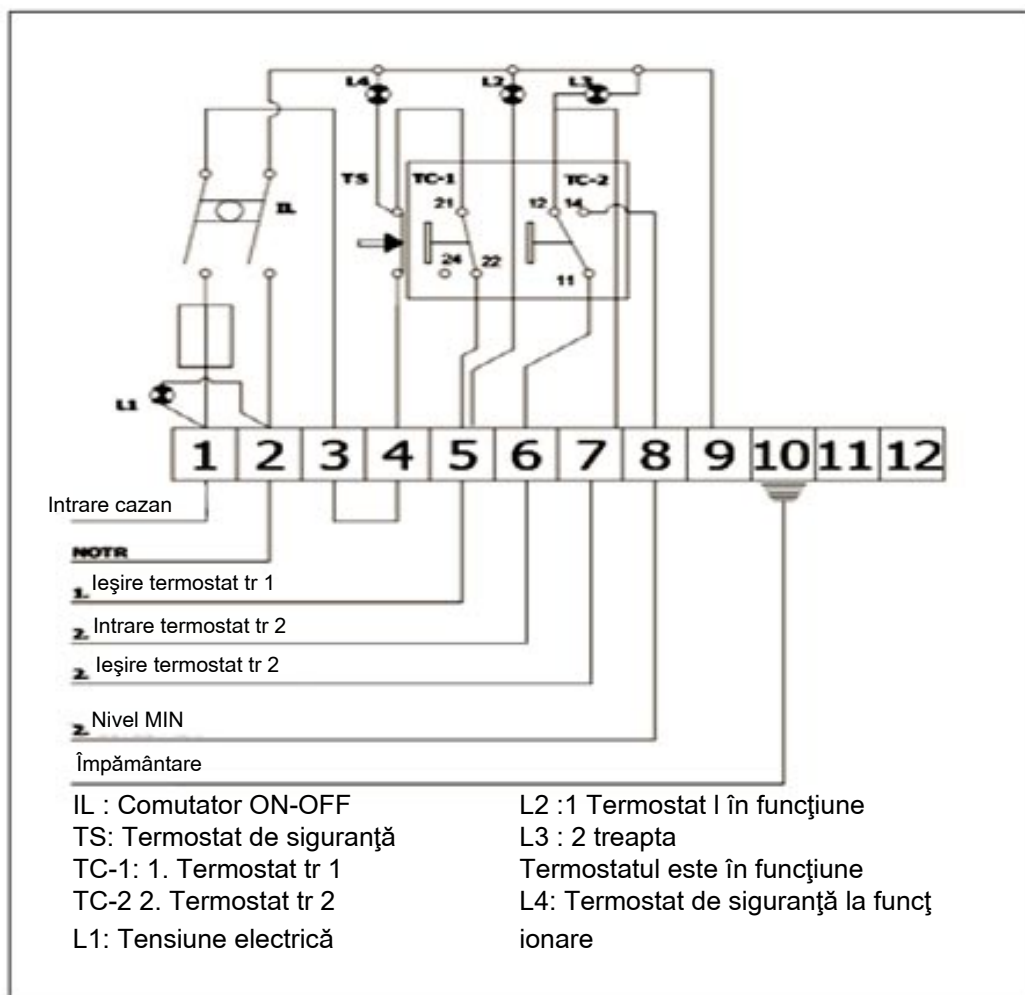 L4 L2 L3
TS TC-1 TC-2
IL 21 12 14
24 22 11
L1
1 2 3 4 5 6 7 8 9 10 11 12
Intrare cazan
NOTR
1. Ieşire termostat tr 1
2. Intrare termostat tr 2
2. Ieşire termostat tr 2
2. Nivel MIN
Împământare
IL : Comutator ON-OFF
TS: Termostat de siguranţă
TC-1: 1. Termostat tr 1
TC-2 2. Termostat tr 2
L1: Tensiune electrică
L2 :1 Termostat I în funcţiune
L3 : 2 treapta
Termostatul este în funcţiune
L4: Termostat de siguranţă la funcţ
ionare